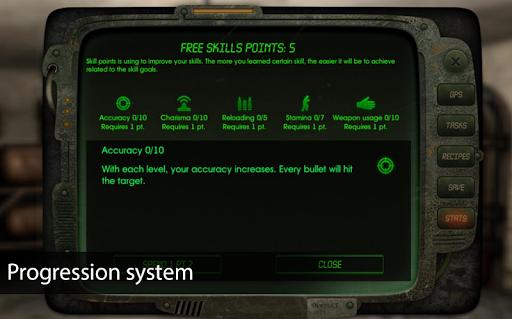 FREE SKILLS POINTS: 5
Skill points is using to improve your skills. The more you learned certain skill, the easier it will be to achieve
related to the skill goals.
Accuracy 0/10 Charisma 0/10 Reloading 0/5 Stamina 0/7 Weapon usage 0/10
Requires 1 pt. Requires 1 pt. Requires 1 pt. Requires 1 pt. Requires 1 pt.
Accuracy 0/10
With each level, your accuracy increases. Every bullet will hit
the target.
X
GPS
TASKS
RECIPES
SAVE
STATS
CLOSE
Progression system